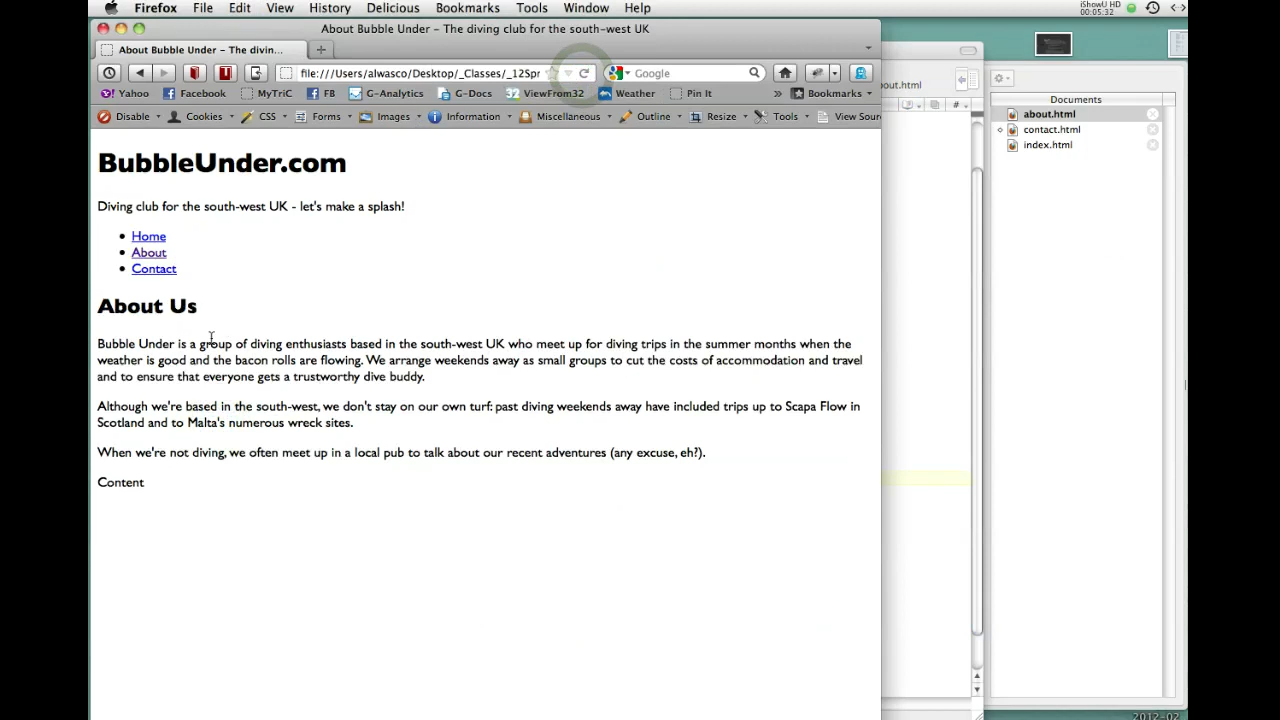 Firefox File Edit View History Delicious Bookmarks Tools Window Help
iShowU HD
00:05:32
About Bubble Under – The diving club for the south-west UK
About Bubble Under – The divin...
file:///Users/alwasco/Desktop/_Classes/_12Spr
Google
out.html
Yahoo Facebook MyTriC FB G-Analytics G-Docs 32 ViewFrom32 Weather Pin It » Bookmarks
Documents
Disable Cookies CSS Forms Images Information Miscellaneous Outline Resize Tools View Sour
about.html
contact.html
index.html
BubbleUnder.com
Diving club for the south-west UK - let's make a splash!
Home
About
Contact
About Us
Bubble Under is a group of diving enthusiasts based in the south-west UK who meet up for diving trips in the summer months when the
weather is good and the bacon rolls are flowing. We arrange weekends away as small groups to cut the costs of accommodation and travel
and to ensure that everyone gets a trustworthy dive buddy.
Although we're based in the south-west, we don't stay on our own turf: past diving weekends away have included trips up to Scapa Flow in
Scotland and to Malta's numerous wreck sites.
When we're not diving, we often meet up in a local pub to talk about our recent adventures (any excuse, eh?).
Content
2012-02